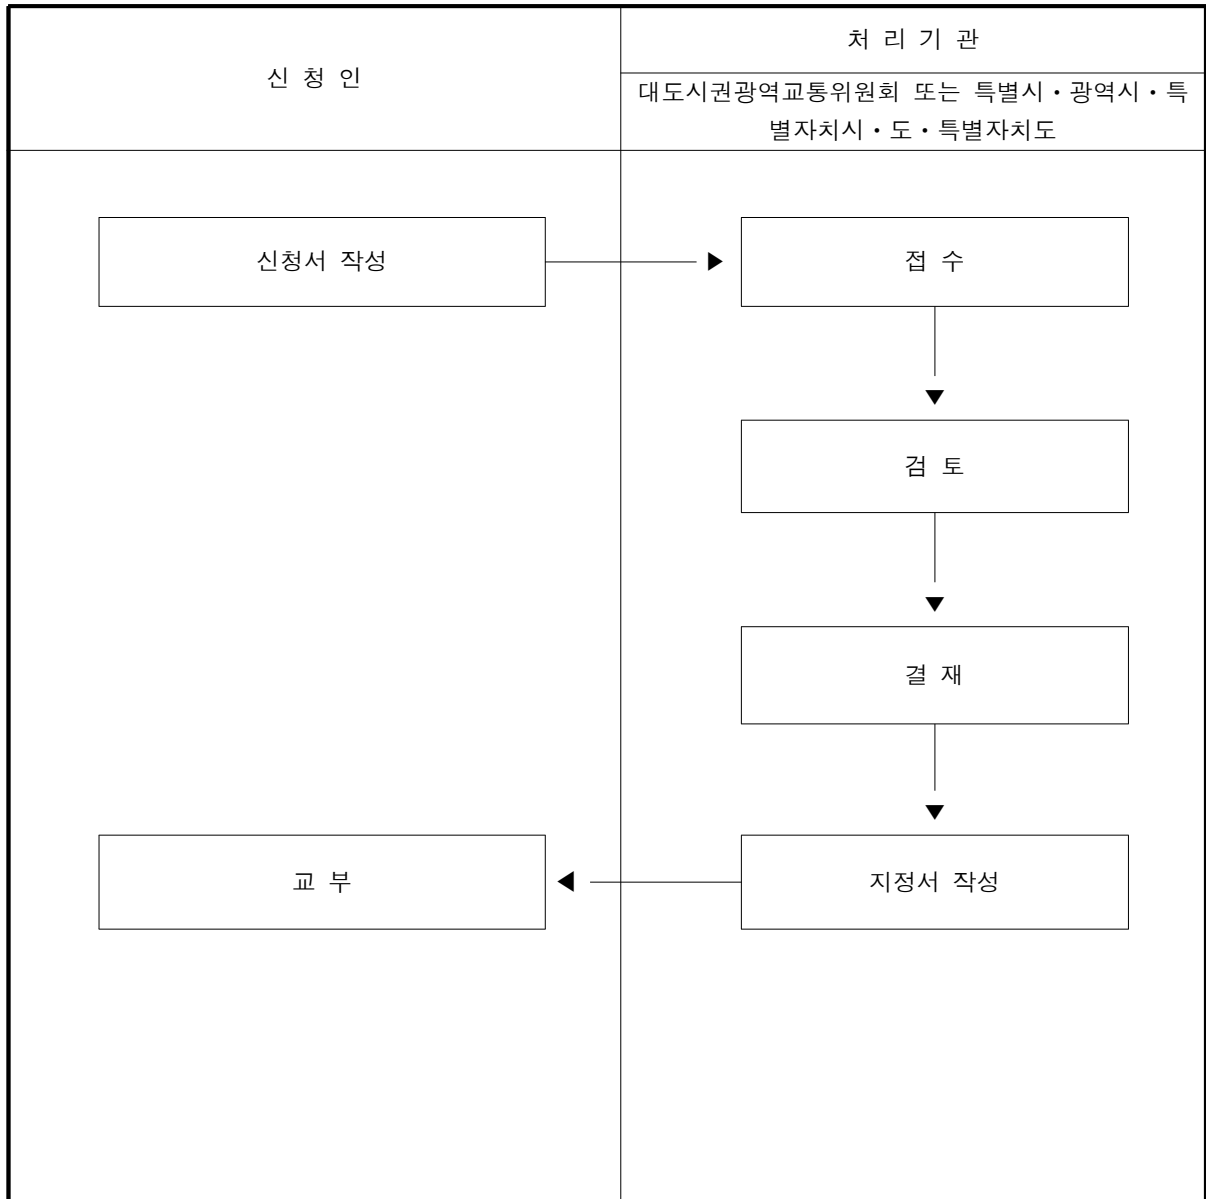 신 청 인
처 리 기 관
대도시권광역교통위원회 또는 특별시·광역시·특
별자치시·도·특별자치도
신청서 작성
접 수
검 토
결 재
교 부
지정서 작성